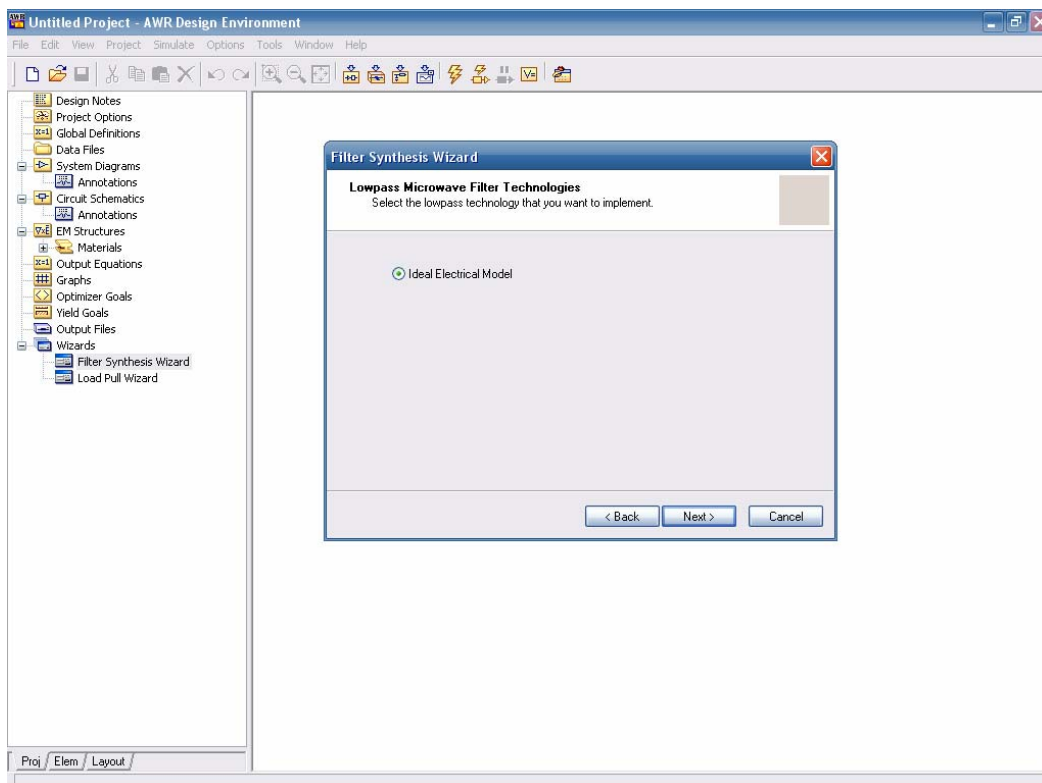 Untitled Project - AWR Design Environment
File Edit View Project Simulate Options Tools Window Help
Design Notes
Project Options
Global Definitions
Data Files
System Diagrams
Annotations
Circuit Schematics
Annotations
EM Structures
Materials
Output Equations
Graphs
Optimizer Goals
Yield Goals
Output Files
Wizards
Filter Synthesis Wizard
Load Pull Wizard
Filter Synthesis Wizard
Lowpass Microwave Filter Technologies
Select the lowpass technology that you want to implement.
Ideal Electrical Model
< Back Next > Cancel
Proj Elem Layout